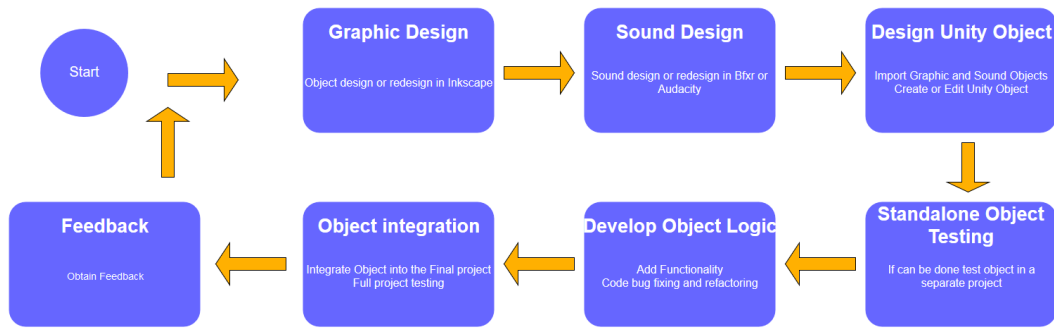 Start
Graphic Design
Object design or redesign in Inkscape
Sound Design
Sound design or redesign in Bfxr or
Audacity
Design Unity Object
Import Graphic and Sound Objects
Create or Edit Unity Object
Standalone Object
Testing
If can be done test object in a
separate project
Develop Object Logic
Add Functionality
Code bug fixing and refactoring
Object integration
Integrate Object into the Final project
Full project testing
Feedback
Obtain Feedback